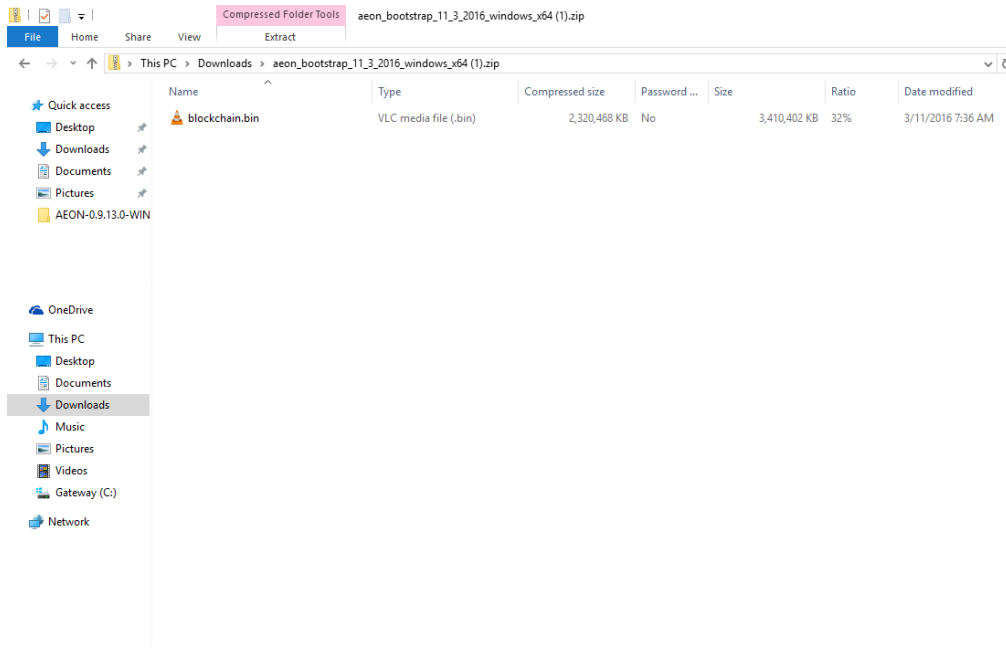 Compressed Folder Tools aeon_bootstrap_11_3_2016_windows_x64 (1).zip
File Home Share View Extract
This PC Downloads aeon_bootstrap_11_3_2016_windows_x64 (1).zip
Name Type Compressed size Password ... Size Ratio Date modified
blockchain.bin VLC media file (.bin) 2,320,468 KB No 3,410,402 KB 32% 3/11/2016 7:36 AM
Quick access
Desktop
Downloads
Documents
Pictures
AEON-0.9.13.0-WIN
OneDrive
This PC
Desktop
Documents
Downloads
Music
Pictures
Videos
Gateway (C:)
Network